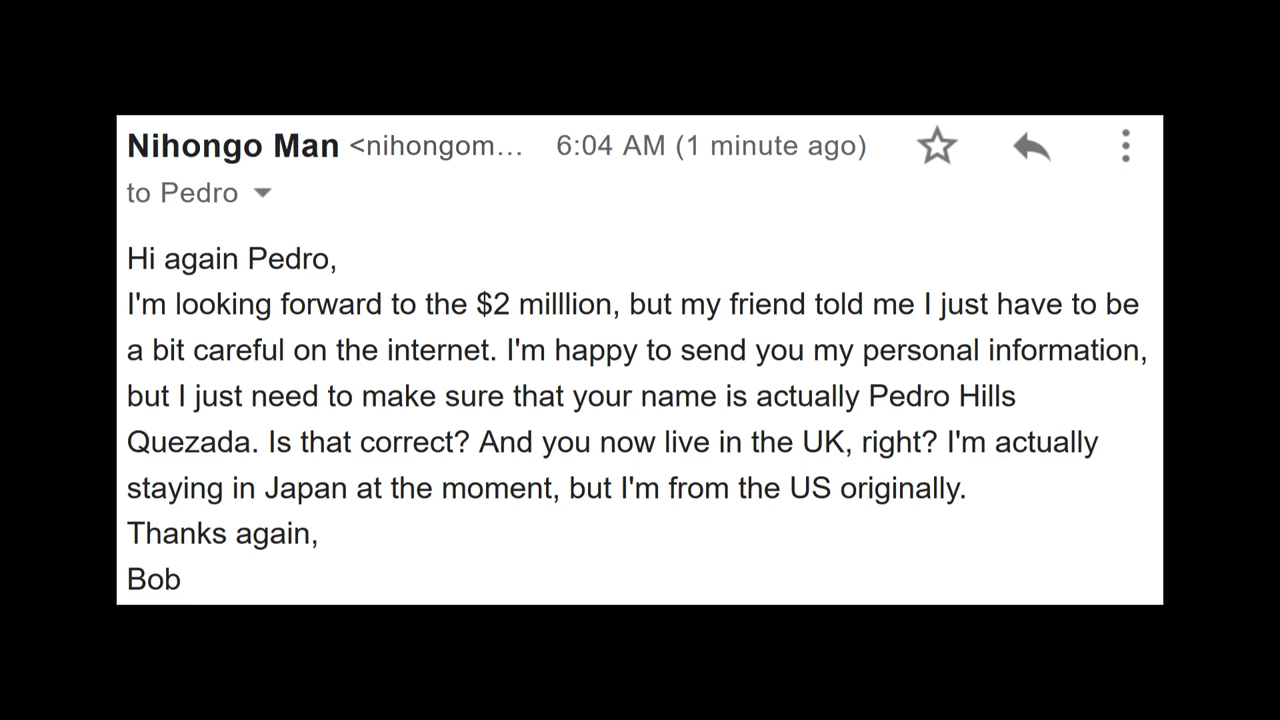 Nihongo Man <nihongom... 6:04 AM (1 minute ago)
to Pedro
Hi again Pedro,
I'm looking forward to the $2 milllion, but my friend told me I just have to be
a bit careful on the internet. I'm happy to send you my personal information,
but I just need to make sure that your name is actually Pedro Hills
Quezada. Is that correct? And you now live in the UK, right? I'm actually
staying in Japan at the moment, but I'm from the US originally.
Thanks again,
Bob